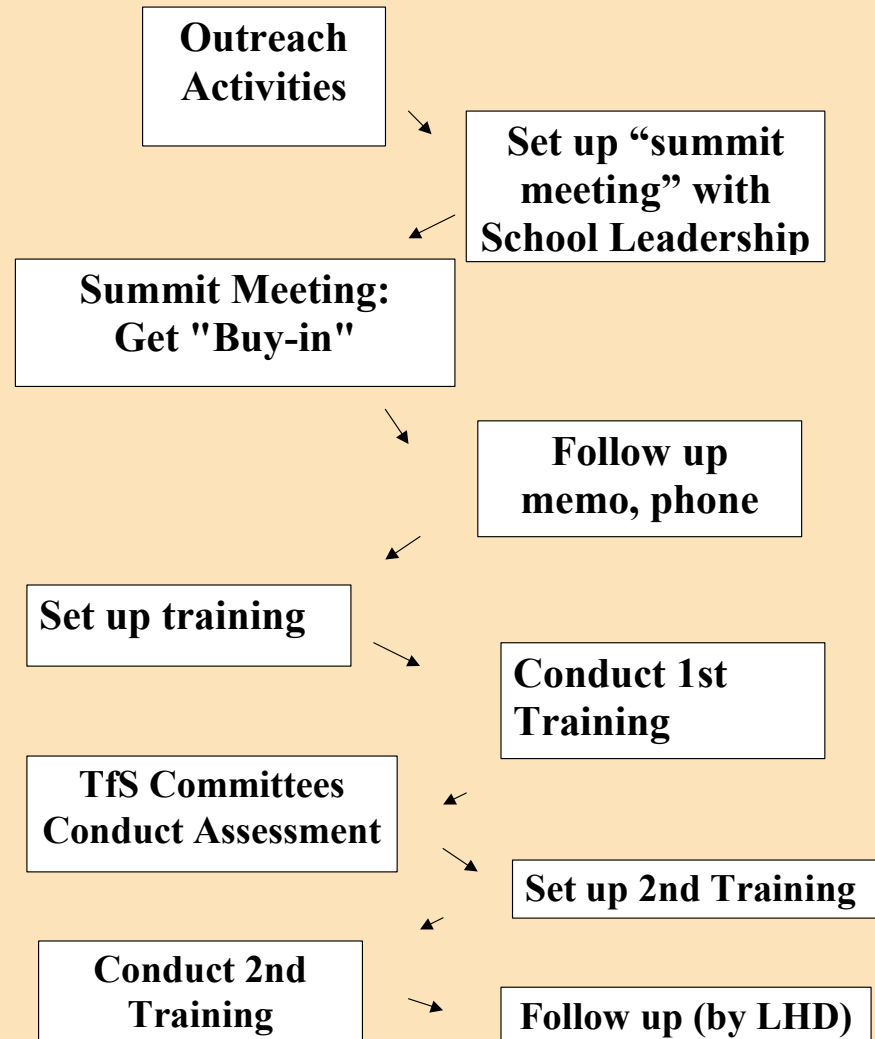 Outreach
Activities
Set up “summit
meeting” with
School Leadership
Summit Meeting:
Get "Buy-in"
Follow up
memo, phone
Set up training
Conduct 1st
Training
TfS Committees
Conduct Assessment
Set up 2nd Training
Conduct 2nd
Training
Follow up (by LHD)